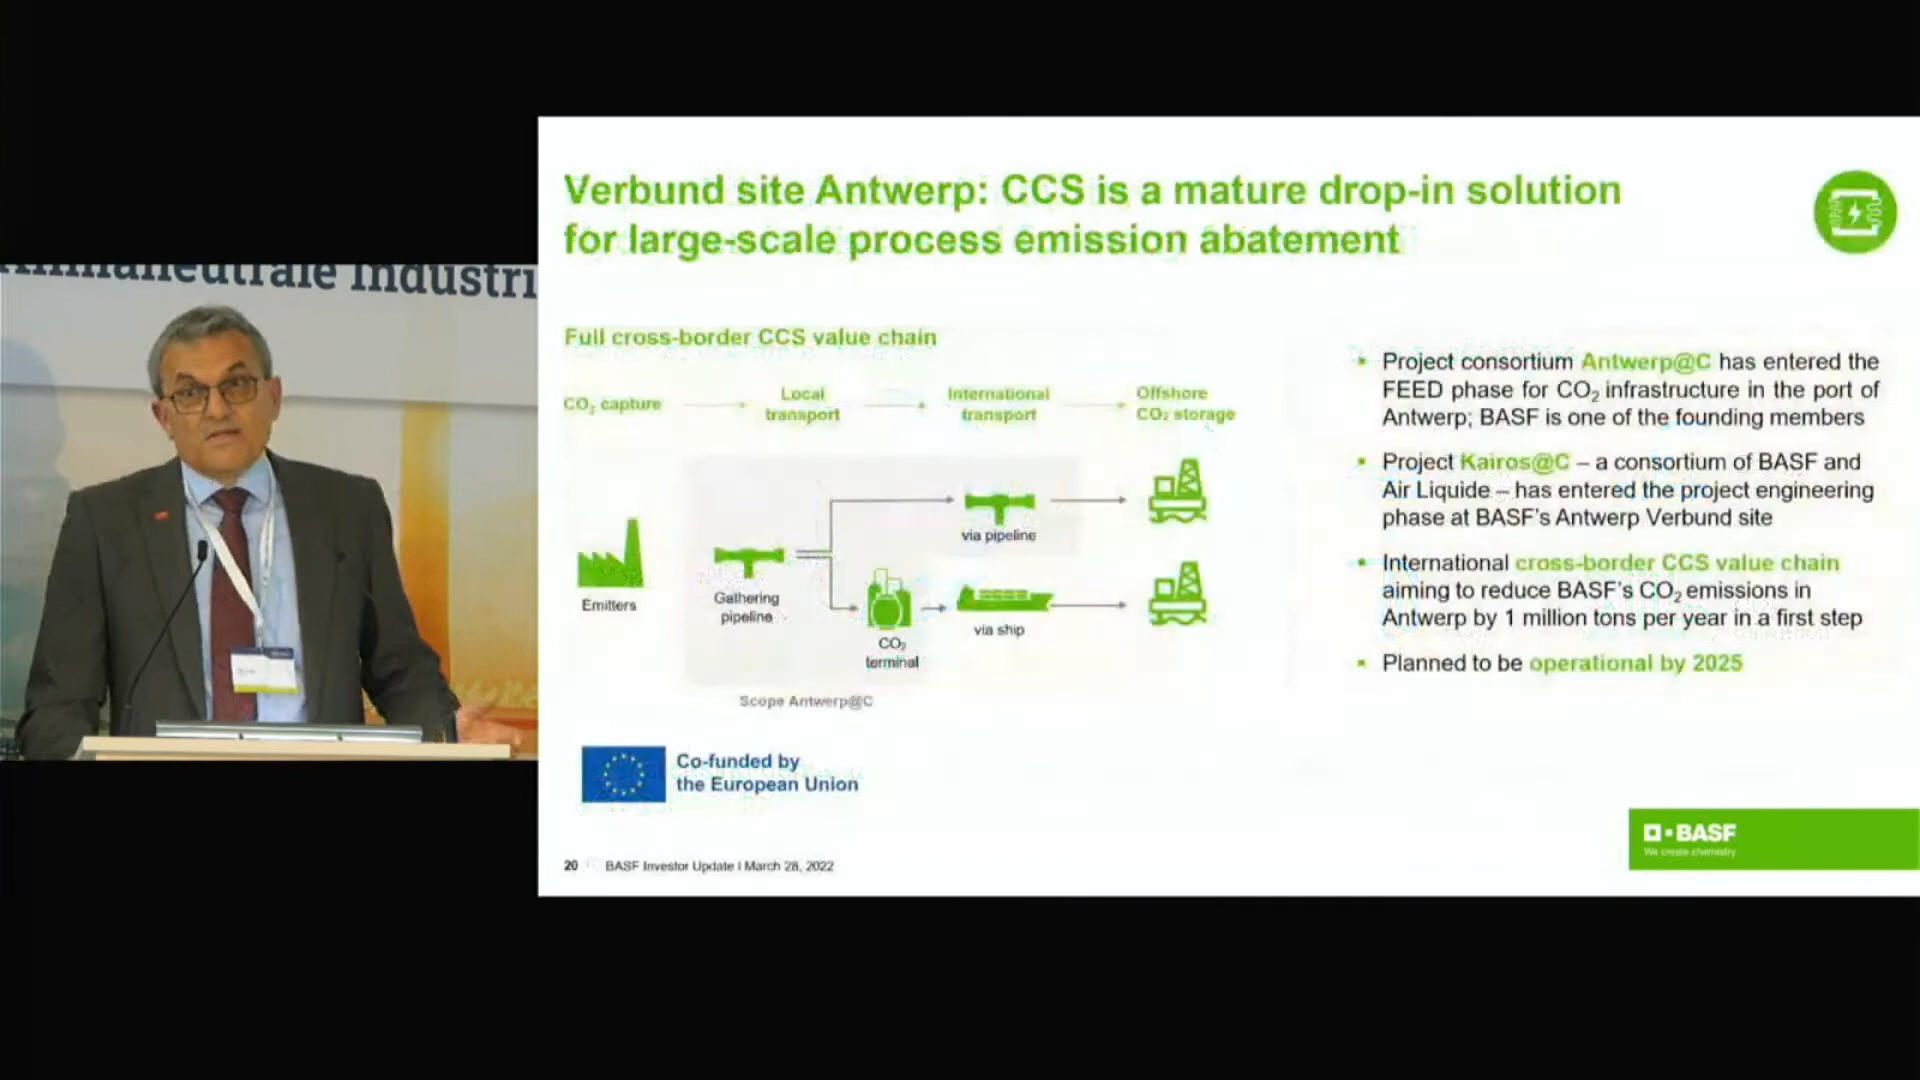 Klimaneutrale Industri
Verbund site Antwerp: CCS is a mature drop-in solution
for large-scale process emission abatement
Full cross-border CCS value chain
CO₂ capture
Local
transport
International
transport
Offshore
CO₂ storage
Emitters
Gathering
pipeline
via pipeline
CO₂
terminal
via ship
Scope Antwerp@C
Co-funded by
the European Union
▪ Project consortium Antwerp@C has entered the
FEED phase for CO₂ infrastructure in the port of
Antwerp; BASF is one of the founding members
▪ Project Kairos@C – a consortium of BASF and
Air Liquide – has entered the project engineering
phase at BASF's Antwerp Verbund site
▪ International cross-border CCS value chain
aiming to reduce BASF's CO₂ emissions in
Antwerp by 1 million tons per year in a first step
▪ Planned to be operational by 2025
20 BASF Investor Update I March 28, 2022
BASF
We create chemistry